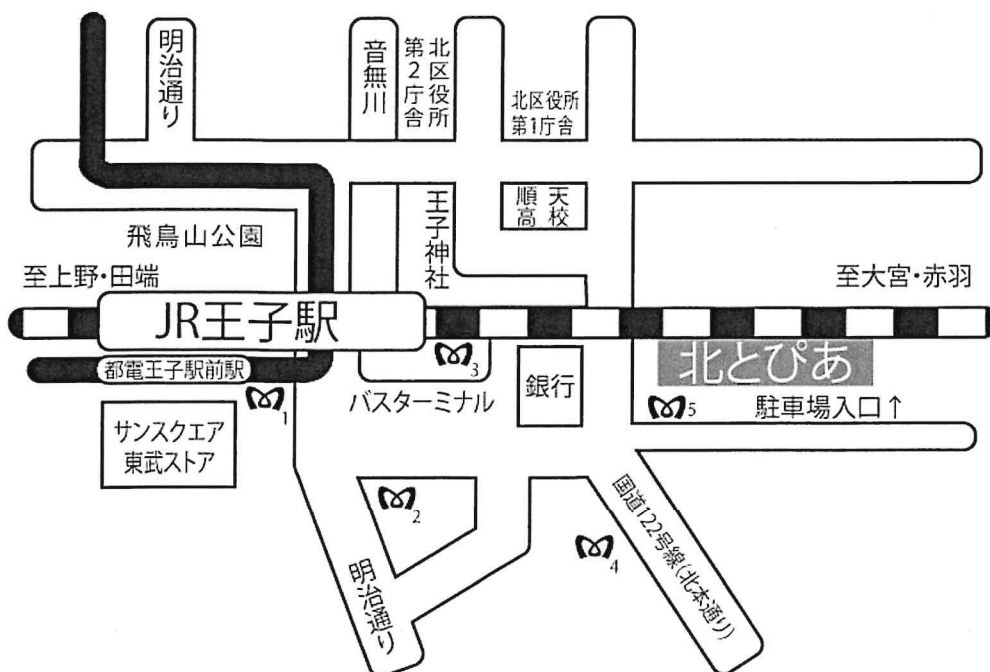 明治通り
音無川
北区役所
第2庁舎
北区役所
第1庁舎
順天
高校
王子神社
飛鳥山公園
至上野・田端
至大宮・赤羽
JR王子駅
北とぴあ
都電王子駅前駅
1
3
銀行
バスターミナル
5
駐車場入口↑
サンスクエア
東武ストア
2
4
国道122号線(北本通り)
明治通り